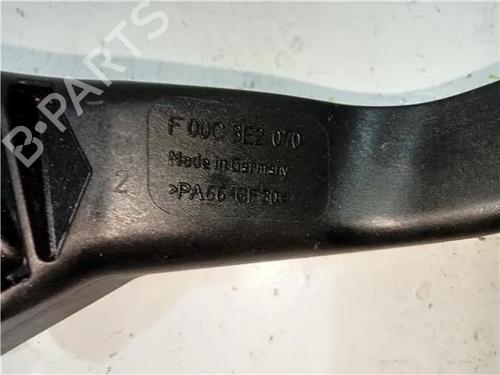 B-PARTS
F 00C 3E2 070
Made in Germany
>PA66-GF30<
2